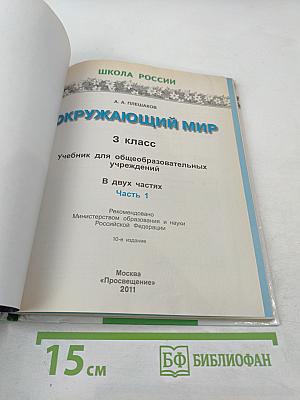 ШКОЛА РОССИИ
А. А. ПЛЕШАКОВ
ОКРУЖАЮЩИЙ МИР
3 класс
Учебник для общеобразовательных
учреждений
В двух частях
Часть 1
Рекомендовано
Министерством образования и науки
Российской Федерации
10-е издание
Москва
«Просвещение»
2011
15 см
БФ БИБЛИОФАН